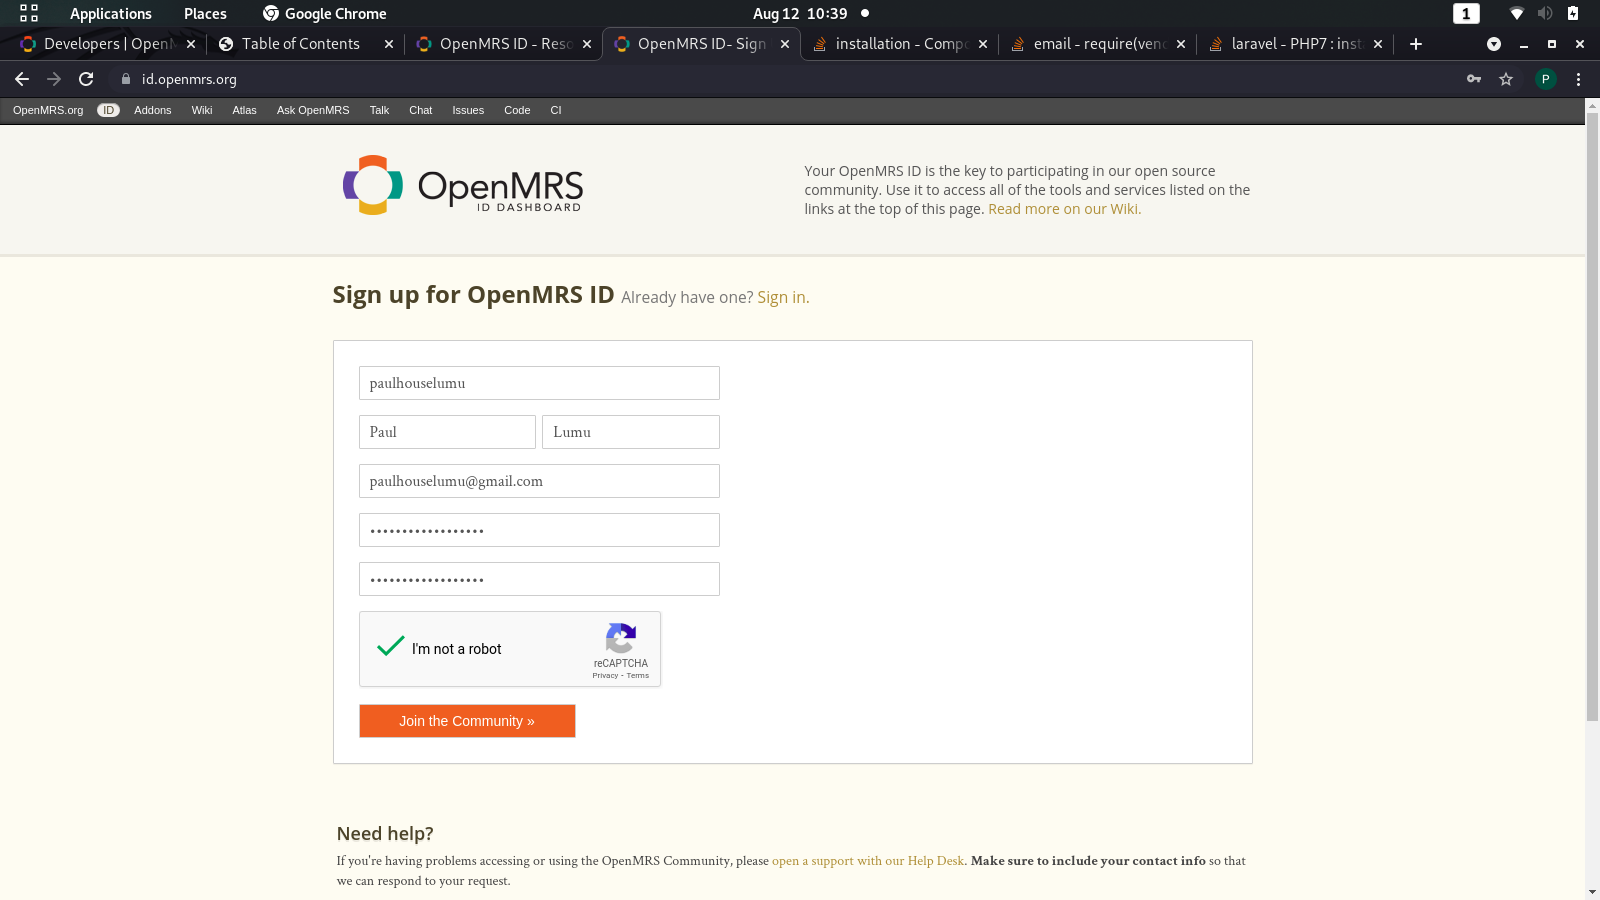 Applications Places Google Chrome Aug 12 10:39 1
Developers | OpenM Table of Contents OpenMRS ID - Reso OpenMRS ID- Sign installation - Compo email - require(vend laravel - PHP7 : inst
id.openmrs.org P
OpenMRS.org ID Addons Wiki Atlas Ask OpenMRS Talk Chat Issues Code CI
OpenMRS
ID DASHBOARD
Your OpenMRS ID is the key to participating in our open source
community. Use it to access all of the tools and services listed on the
links at the top of this page. Read more on our Wiki.
Sign up for OpenMRS ID Already have one? Sign in.
paulhouselumu
Paul Lumu
paulhouselumu@gmail.com
••••••••••••••••••
••••••••••••••••••
I'm not a robot
reCAPTCHA
Privacy - Terms
Join the Community »
Need help?
If you're having problems accessing or using the OpenMRS Community, please open a support with our Help Desk. Make sure to include your contact info so that
we can respond to your request.